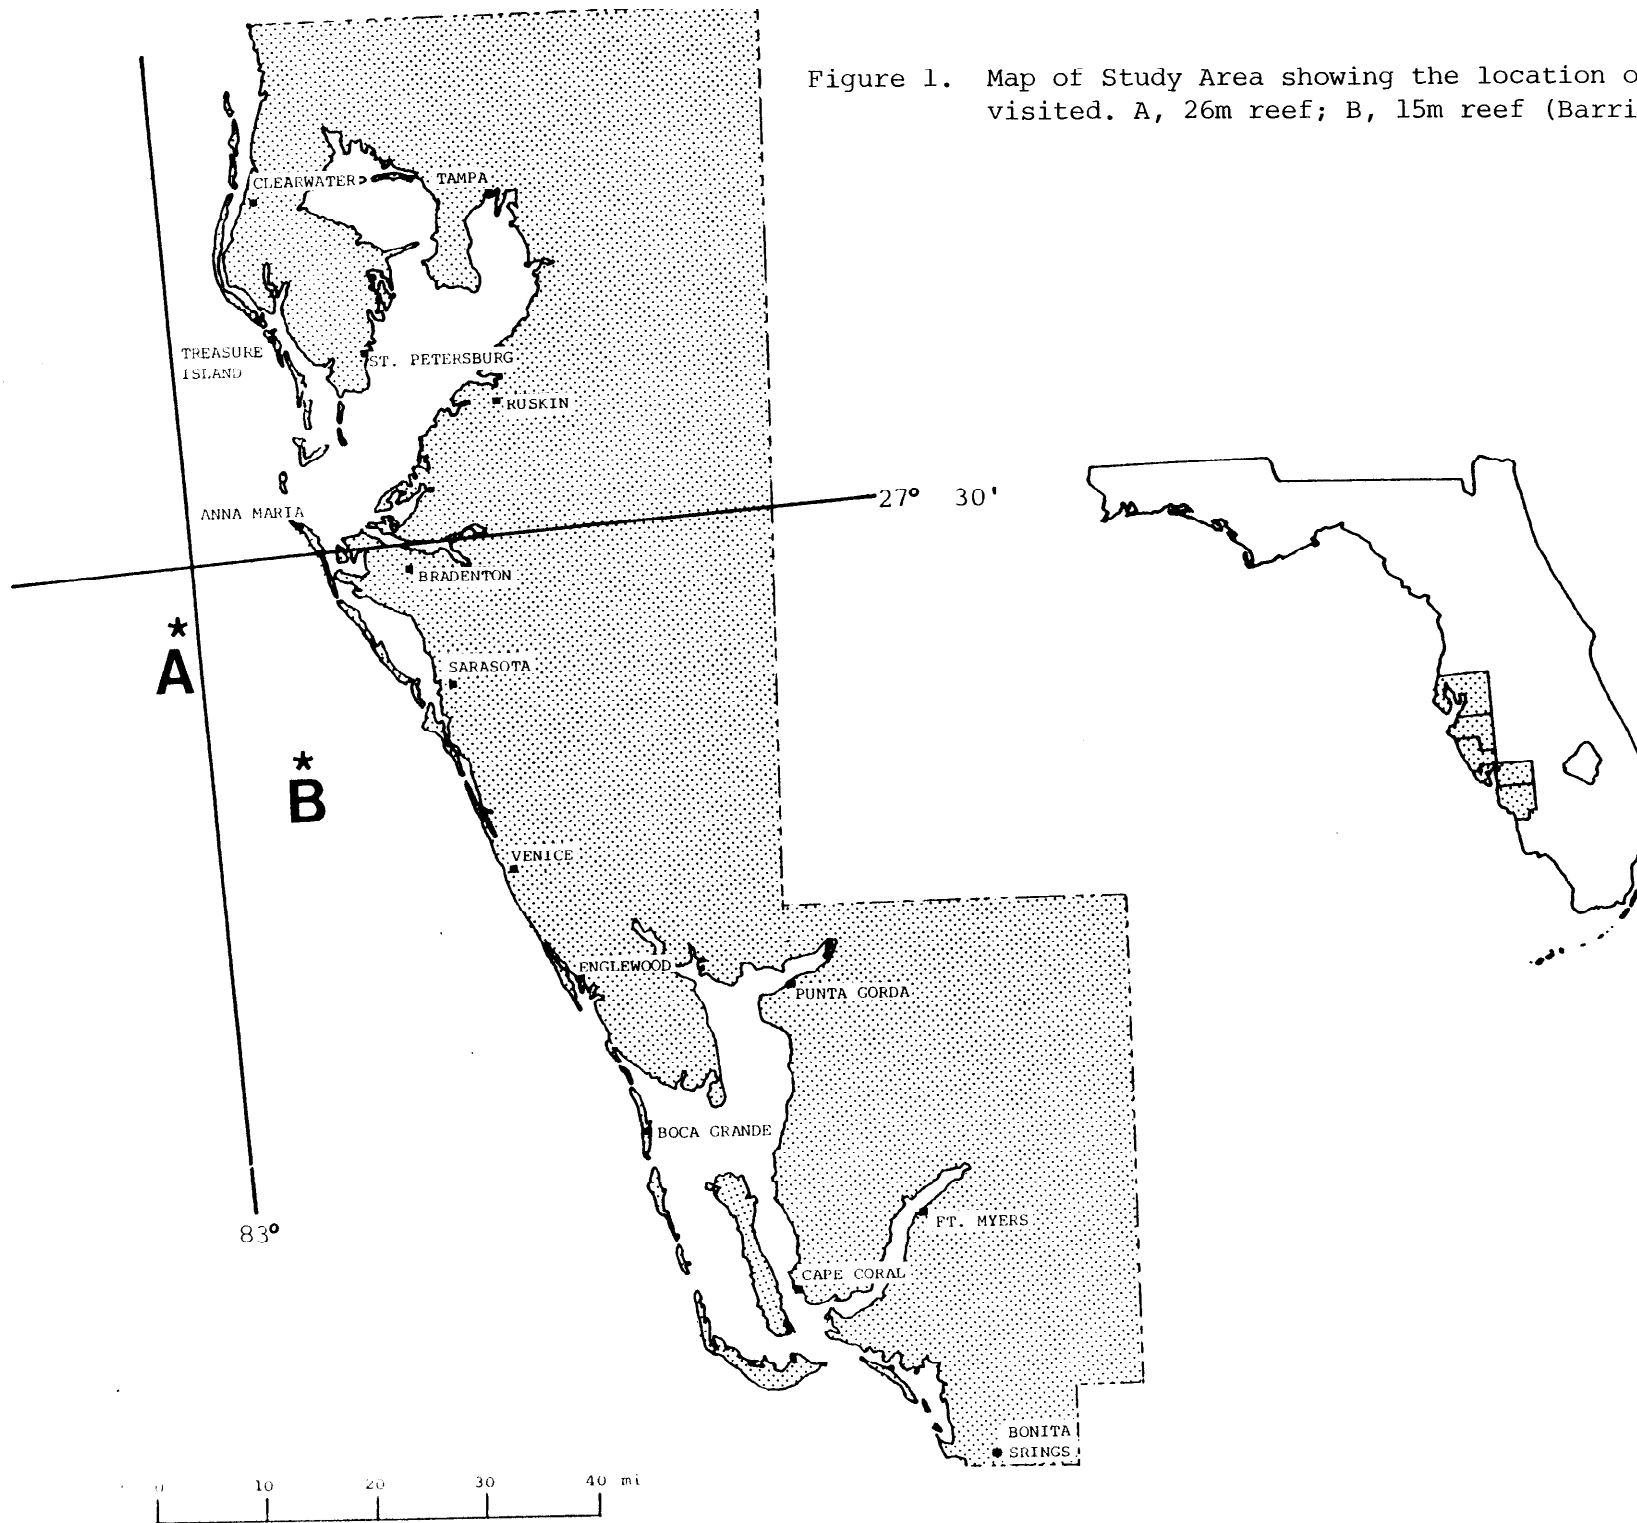 Figure 1. Map of Study Area showing the location
visited. A, 26m reef; B, 15m reef
CLEARWATER
TAMPA
TREASURE
ISLAND
ST. PETERSBURG
RUSKIN
27° 30'
ANNA MARIA
BRADENTON
A
SARASOTA
B
VENICE
ENGLEWOOD
PUNTA GORDA
BOCA GRANDE
FT. MYERS
83°
CAPE CORAL
BONITA
SRINGS
0 10 20 30 40 mi